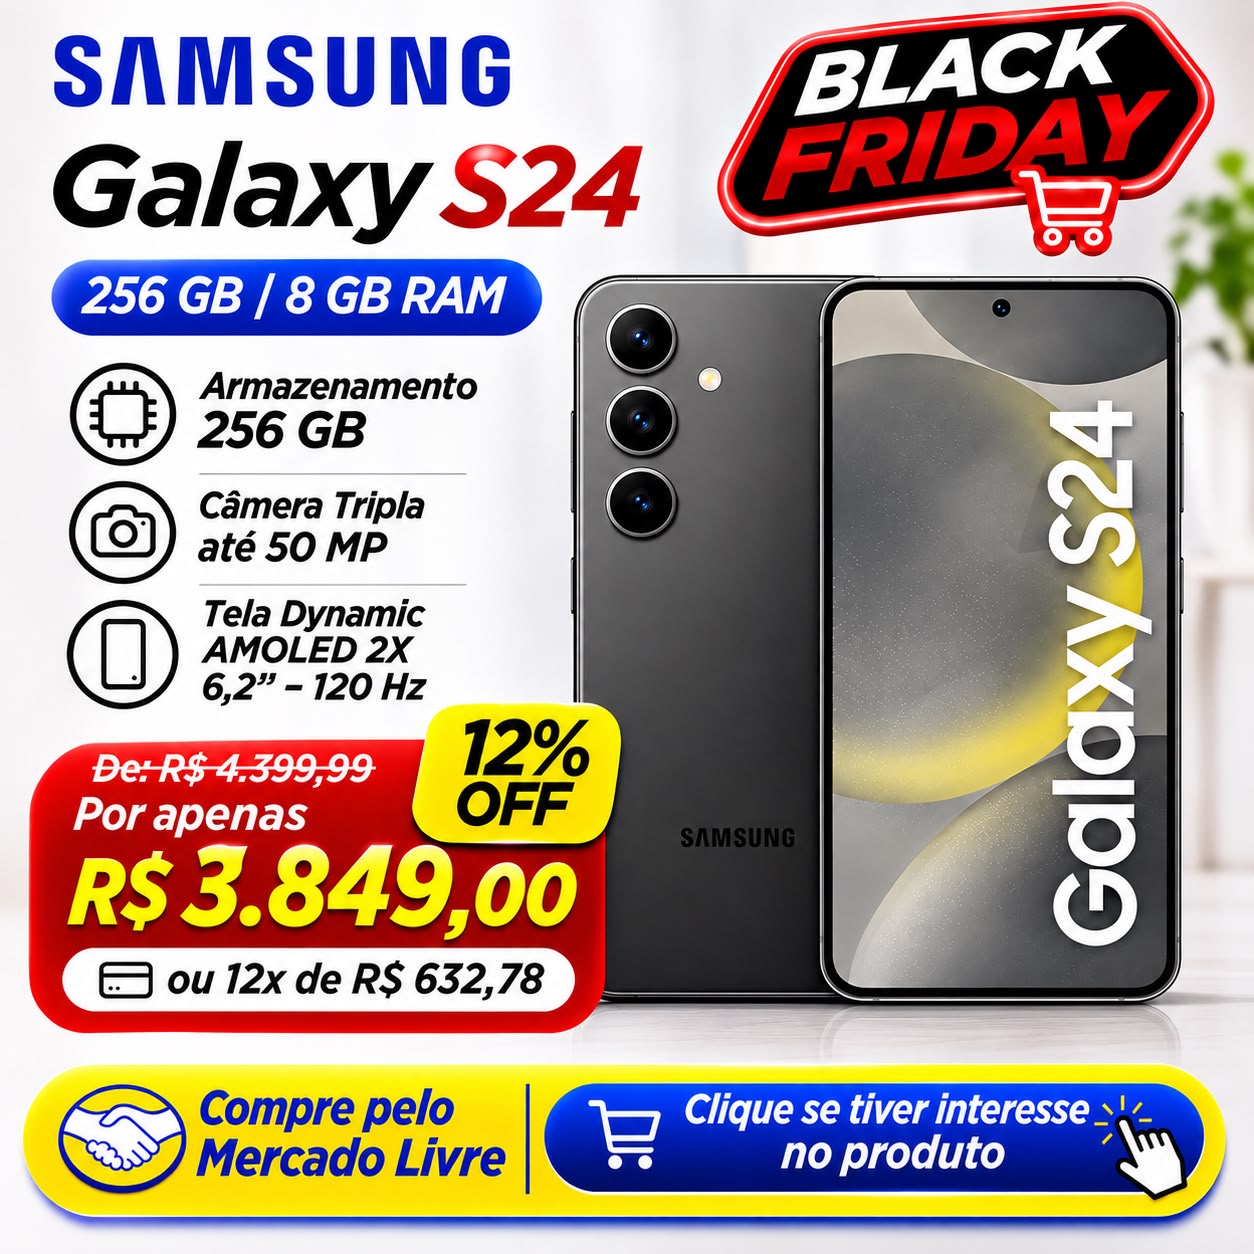 SAMSUNG
Galaxy S24
BLACK
FRIDAY
256 GB / 8 GB RAM
Armazenamento
256 GB
Câmera Tripla
até 50 MP
Tela Dynamic
AMOLED 2X
6,2” – 120 Hz
12%
OFF
De: R$ 4.399,99
Por apenas
R$ 3.849,00
ou 12x de R$ 632,78
SAMSUNG
Galaxy S24
Compre pelo
Mercado Livre
Clique se tiver interesse
no produto